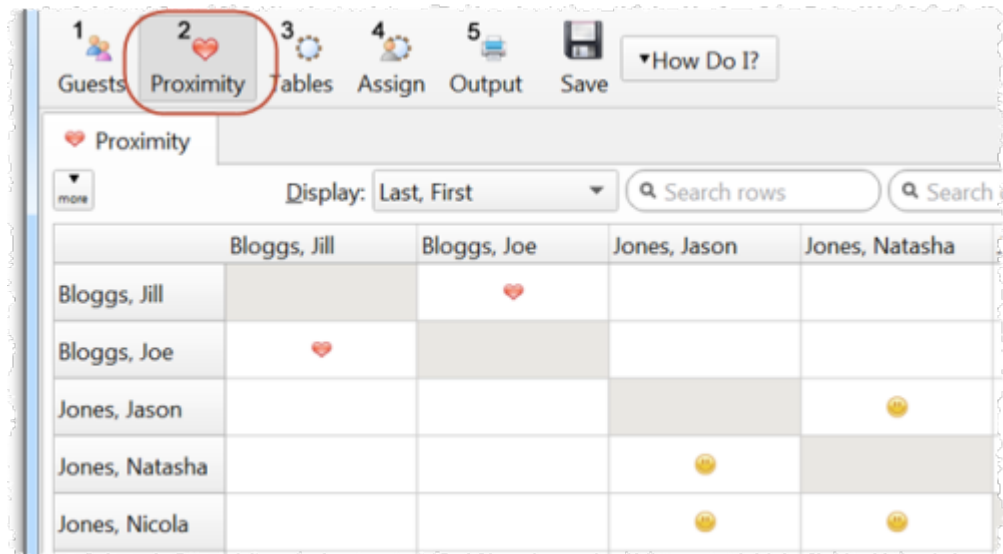 1 2 3 4 5
Guests Proximity Tables Assign Output Save ▾How Do I?
Proximity
more Display: Last, First Search rows Search
Bloggs, Jill Bloggs, Joe Jones, Jason Jones, Natasha
Bloggs, Jill
Bloggs, Joe
Jones, Jason
Jones, Natasha
Jones, Nicola